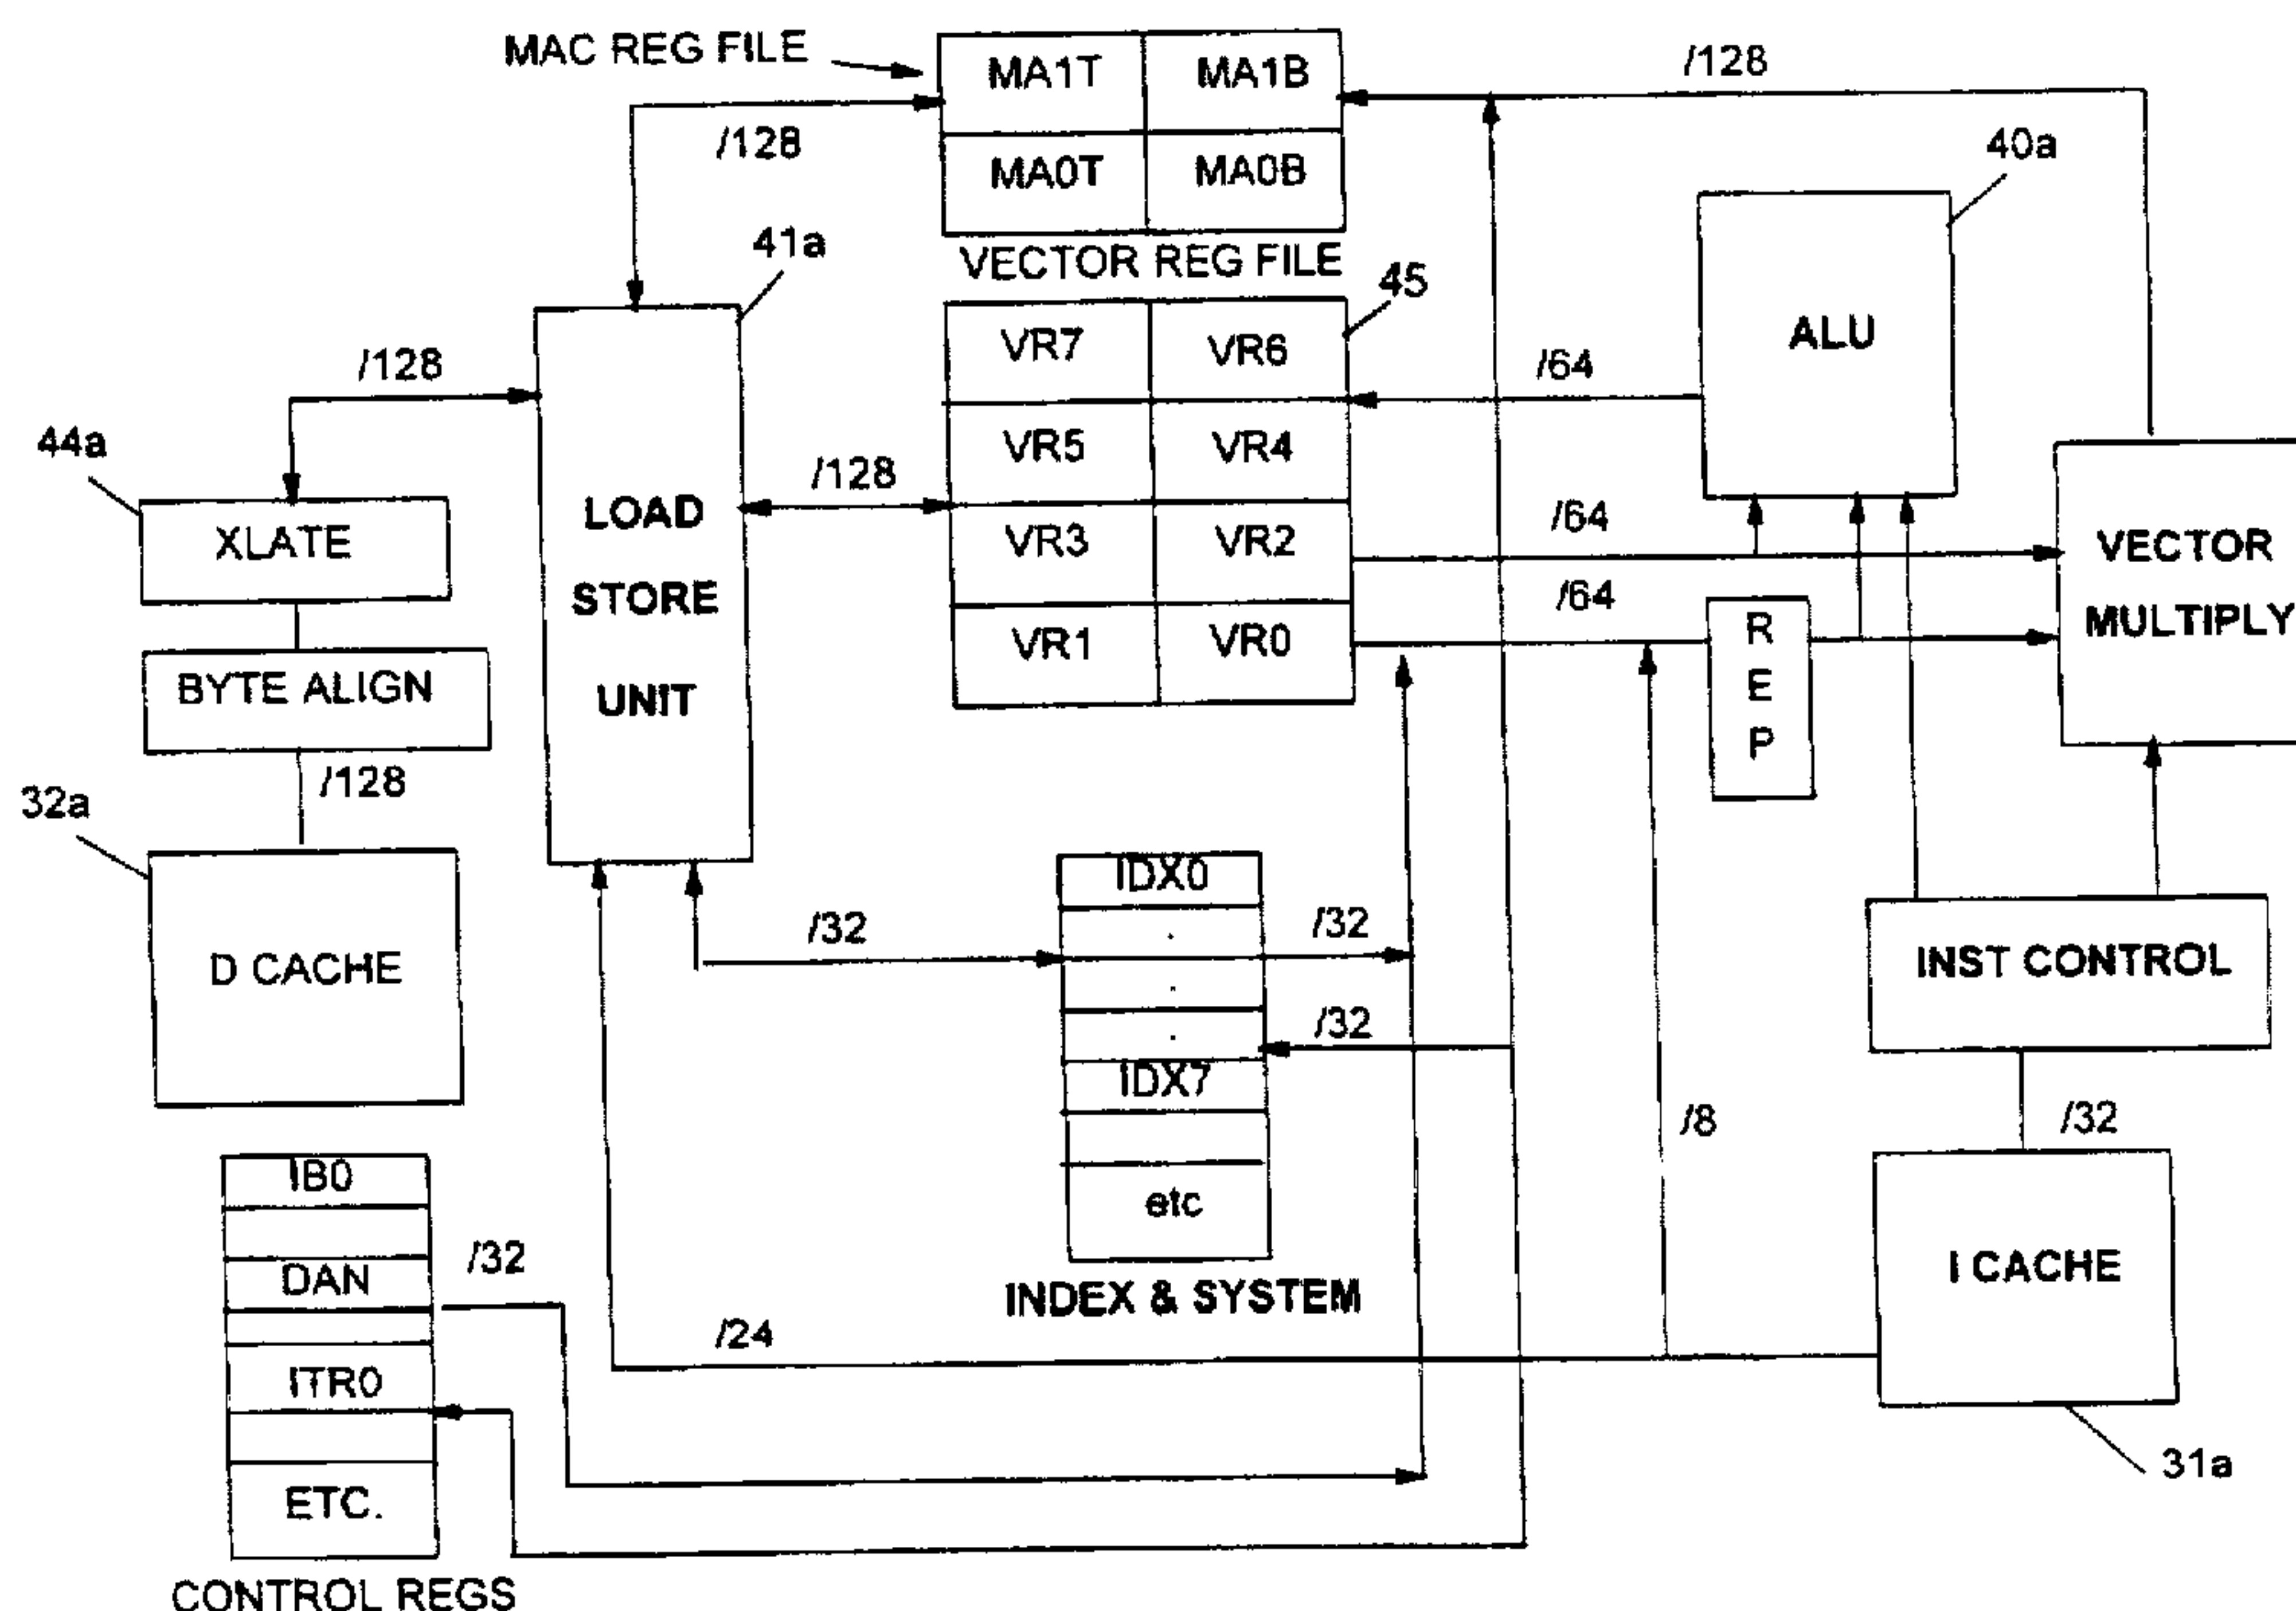 MAC REG FILE
MA1T MA1B
/128
/128
MA0T MA0B
40a
41a
VECTOR REG FILE
45
VR7 VR6
ALU
/128
/64
44a
VR5 VR4
/128
LOAD
STORE
UNIT
XLATE
VR3 VR2
/64
VECTOR
MULTIPLY
/64
VR1 VR0
R
E
P
BYTE ALIGN
/128
32a
D CACHE
IDX0
.
.
.
IDX7
etc
/32
/32
/32
INDEX & SYSTEM
INST CONTROL
/32
/8
I CACHE
31a
IB0
DAN
ITR0
ETC.
/32
/24
CONTROL REGS